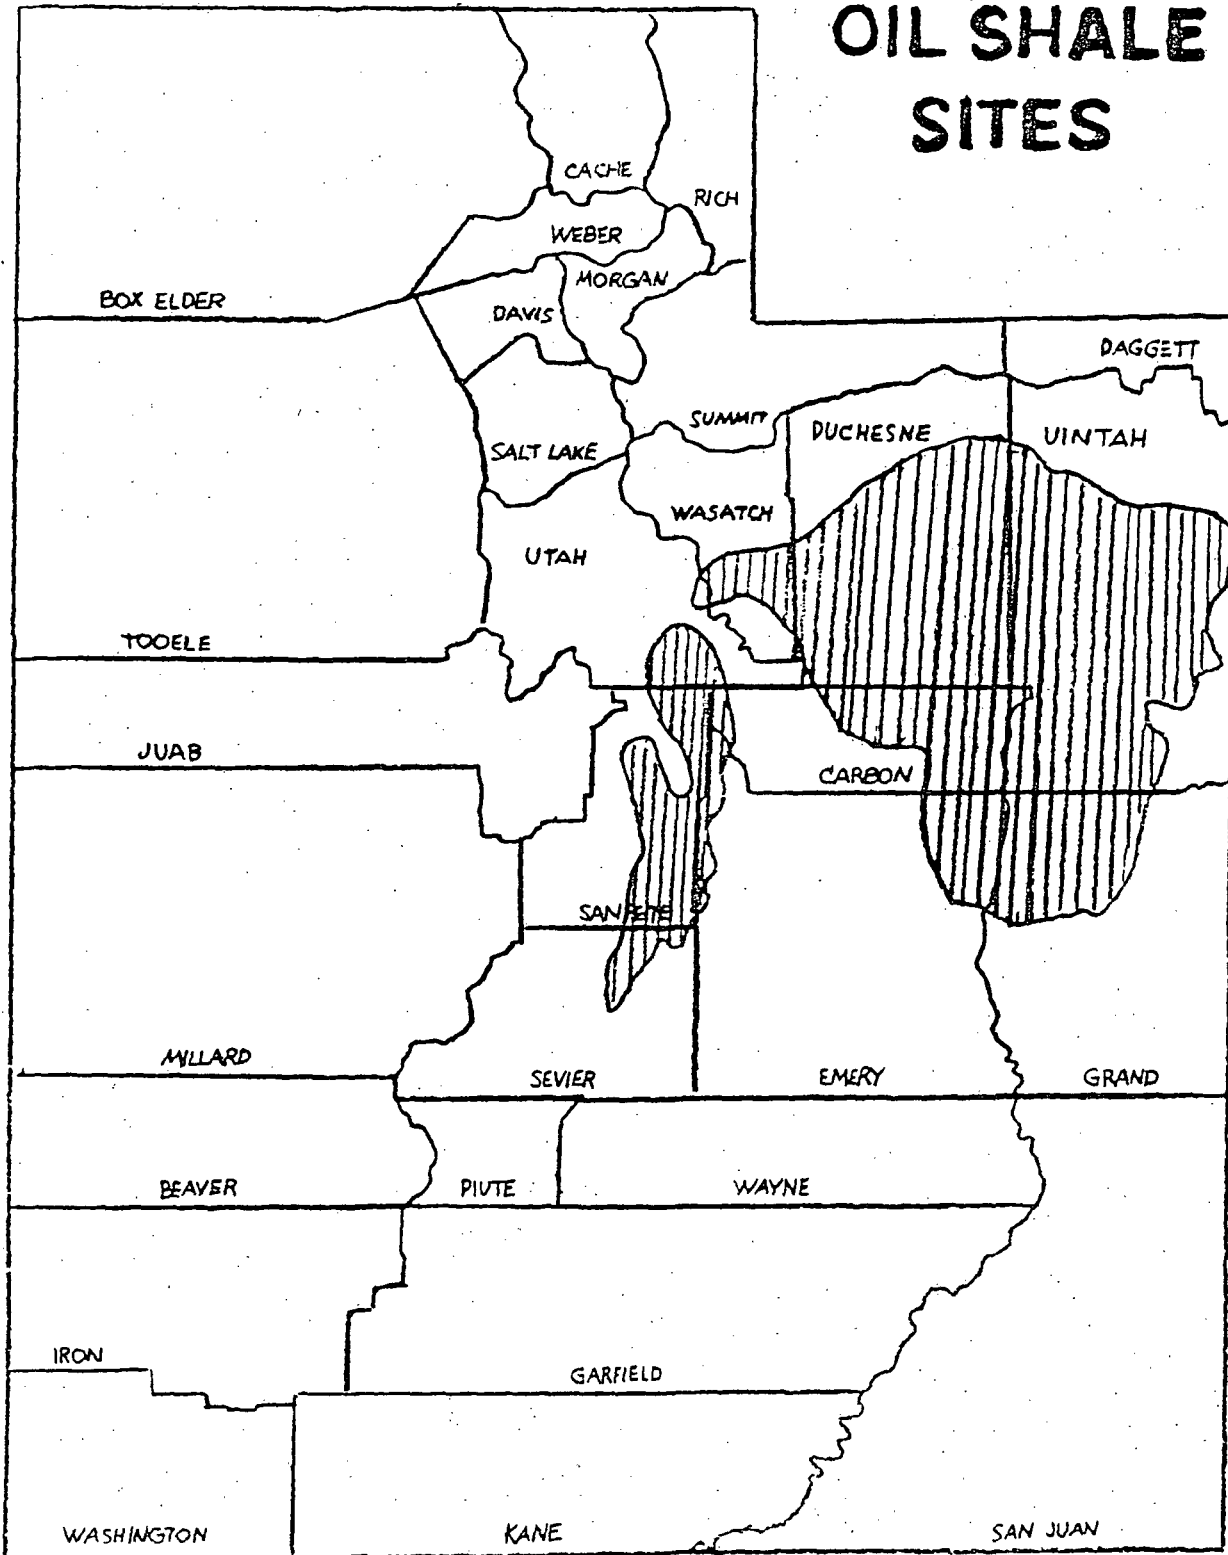 OIL SHALE
SITES
CACHE
RICH
WEBER
MORGAN
BOX ELDER
DAVIS
DAGGETT
SUMMIT
DUCHESNE
UINTAH
SALT LAKE
WASATCH
UTAH
TOOELE
JUAB
CARBON
SANPETE
MILLARD
SEVIER
EMERY
GRAND
BEAVER
PIUTE
WAYNE
IRON
GARFIELD
WASHINGTON
KANE
SAN JUAN